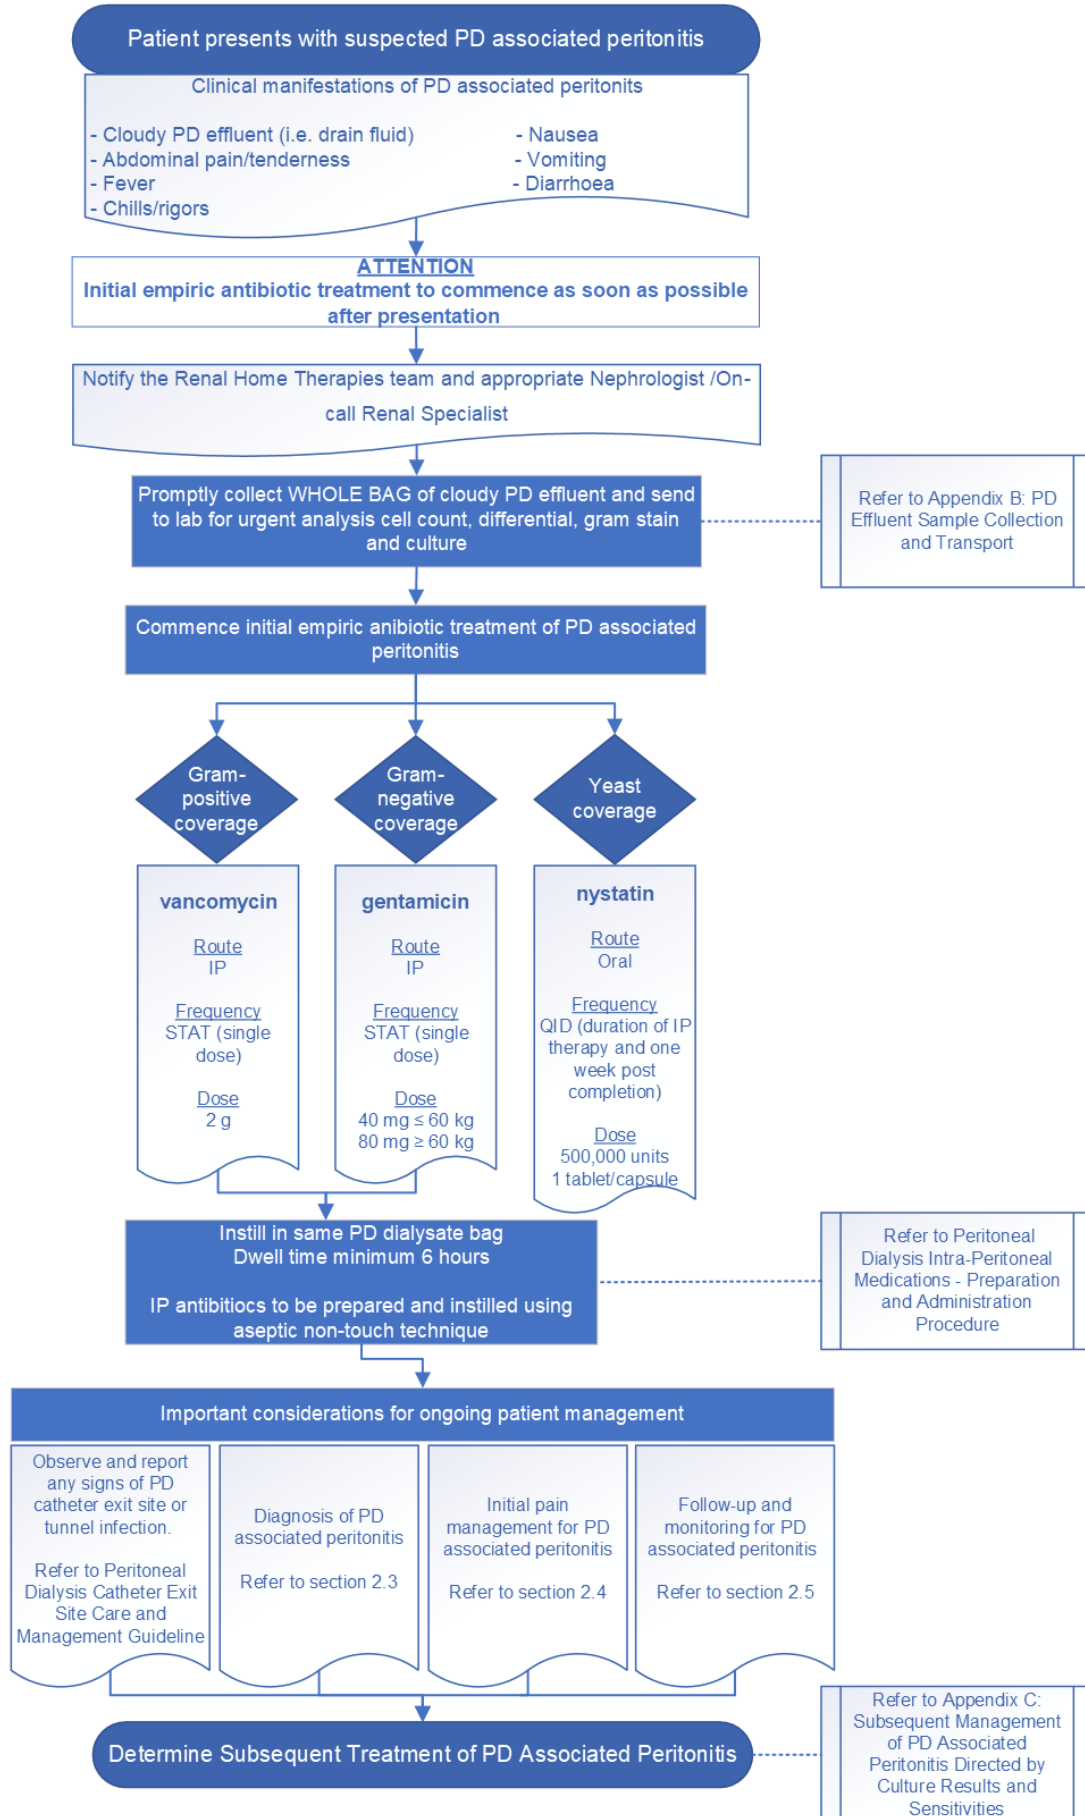 Patient presents with suspected PD associated peritonitis
Clinical manifestations of PD associated peritonits
- Cloudy PD effluent (i.e. drain fluid)
- Abdominal pain/tenderness
- Fever
- Chills/rigors
- Nausea
- Vomiting
- Diarrhoea
ATTENTION
Initial empiric antibiotic treatment to commence as soon as possible
after presentation
Notify the Renal Home Therapies team and appropriate Nephrologist /On-
call Renal Specialist
Promptly collect WHOLE BAG of cloudy PD effluent and send
to lab for urgent analysis cell count, differential, gram stain
and culture
Refer to Appendix B: PD
Effluent Sample Collection
and Transport
Commence initial empiric anibiotic treatment of PD associated
peritonitis
Gram-
positive
coverage
Gram-
negative
coverage
Yeast
coverage
vancomycin
Route
IP
Frequency
STAT (single
dose)
Dose
2 g
gentamicin
Route
IP
Frequency
STAT (single
dose)
Dose
40 mg ≤ 60 kg
80 mg ≥ 60 kg
nystatin
Route
Oral
Frequency
QID (duration of IP
therapy and one
week post
completion)
Dose
500,000 units
1 tablet/capsule
Instill in same PD dialysate bag
Dwell time minimum 6 hours
IP antibitiocs to be prepared and instilled using
aseptic non-touch technique
Refer to Peritoneal
Dialysis Intra-Peritoneal
Medications - Preparation
and Administration
Procedure
Important considerations for ongoing patient management
Observe and report
any signs of PD
catheter exit site or
tunnel infection.
Refer to Peritoneal
Dialysis Catheter Exit
Site Care and
Management Guideline
Diagnosis of PD
associated peritonitis
Refer to section 2.3
Initial pain
management for PD
associated peritonitis
Refer to section 2.4
Follow-up and
monitoring for PD
associated peritonitis
Refer to section 2.5
Determine Subsequent Treatment of PD Associated Peritonitis
Refer to Appendix C:
Subsequent Management
of PD Associated
Peritonitis Directed by
Culture Results and
Sensitivities